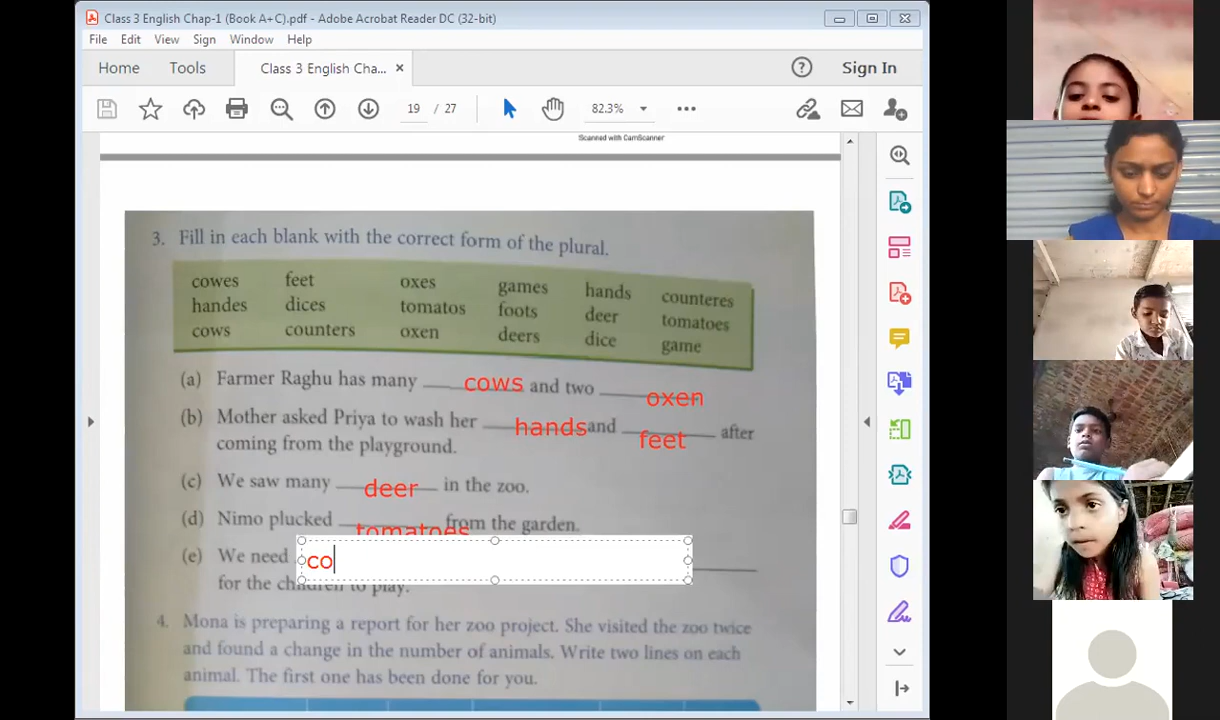 Class 3 English Chap-1 (Book A+C).pdf - Adobe Acrobat Reader DC (32-bit)
File Edit View Sign Window Help
Home Tools Class 3 English Cha... × Sign In
19 / 27 82.3%
Scanned with CamScanner
3. Fill in each blank with the correct form of the plural.
cowes feet oxes games hands counteres
handes dices tomatos foots deer tomatoes
cows counters oxen deers dice game
(a) Farmer Raghu has many cows and two oxen
(b) Mother asked Priya to wash her hands and feet after
coming from the playground.
(c) We saw many deer in the zoo.
(d) Nimo plucked tomatoes from the garden.
(e) We need co
for the children to play.
4. Mona is preparing a report for her zoo project. She visited the zoo twice
and found a change in the number of animals. Write two lines on each
animal. The first one has been done for you.